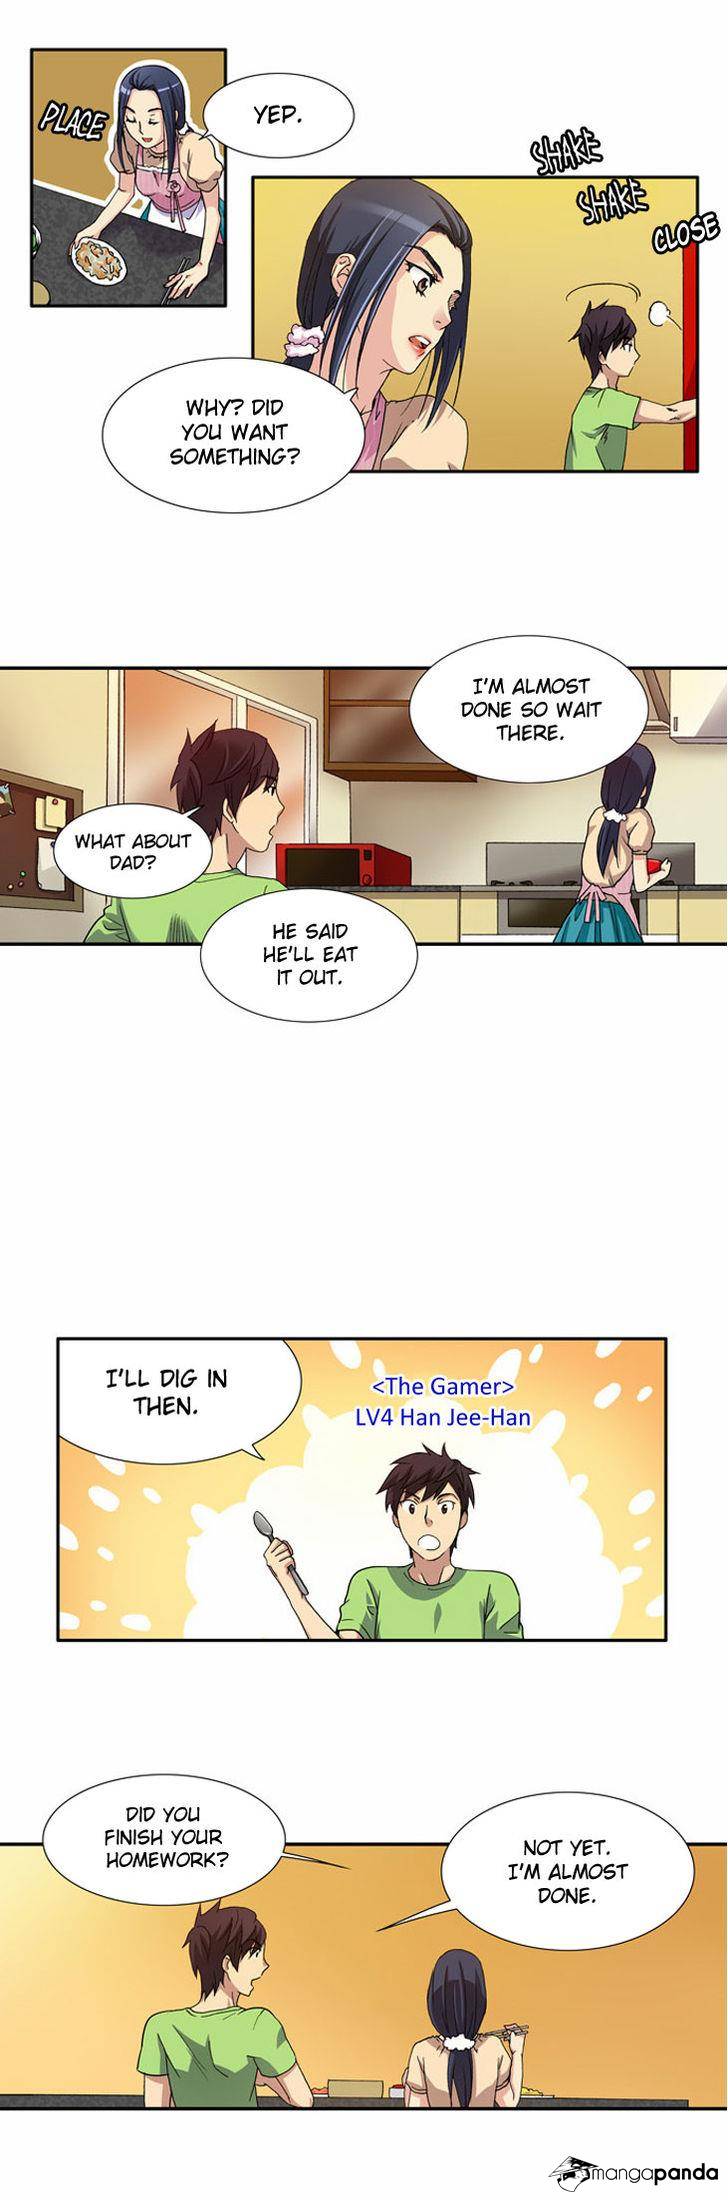 PLACE
YEP.
SHAKE
SHAKE
CLOSE
WHY? DID
YOU WANT
SOMETHING?
I'M ALMOST
DONE SO WAIT
THERE.
WHAT ABOUT
DAD?
HE SAID
HE'LL EAT
IT OUT.
I'LL DIG IN
THEN.
<The Gamer>
LV4 Han Jee-Han
DID YOU
FINISH YOUR
HOMEWORK?
NOT YET.
I'M ALMOST
DONE.
mangapanda